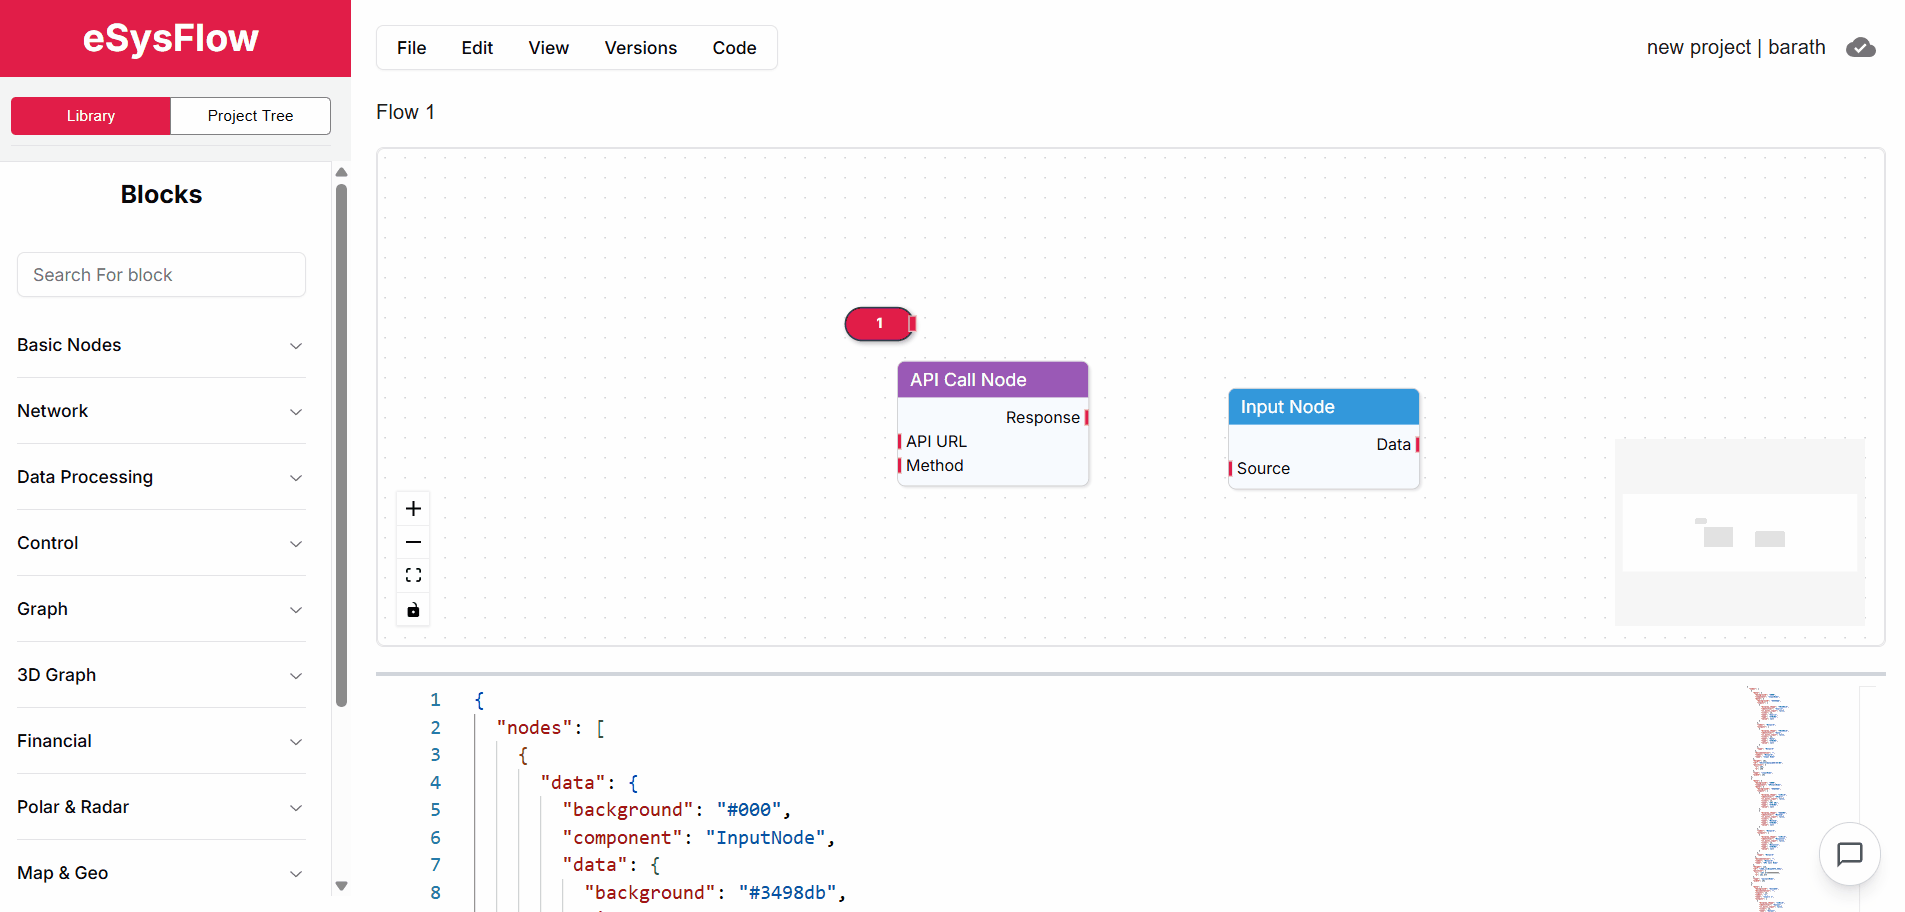 eSysFlow
Library
Project Tree
Blocks
Search For block
Basic Nodes
Network
Data Processing
Control
Graph
3D Graph
Financial
Polar & Radar
Map & Geo
File Edit View Versions Code
new project | barath
Flow 1
1
API Call Node
Response
API URL
Method
Input Node
Data
Source
1 {
2 "nodes": [
3 {
4 "data": {
5 "background": "#000",
6 "component": "InputNode",
7 "data": {
8 "background": "#3498db",